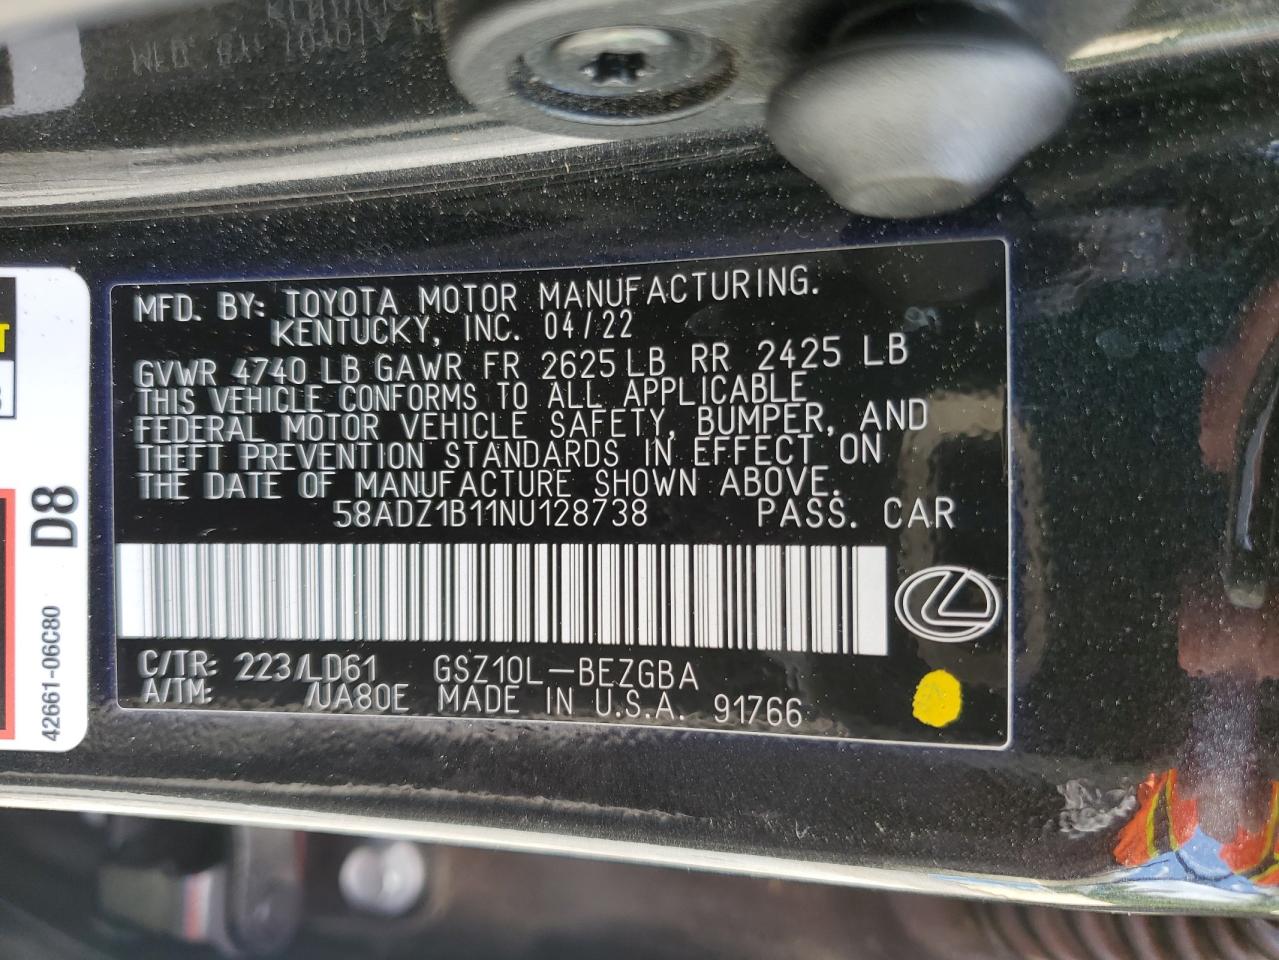 MFD. BY: TOYOTA MOTOR MANUFACTURING.
KENTUCKY, INC. 04/22
GVWR 4740 LB GAWR FR 2625 LB RR 2425 LB
THIS VEHICLE CONFORMS TO ALL APPLICABLE
FEDERAL MOTOR VEHICLE SAFETY, BUMPER, AND
THEFT PREVENTION STANDARDS IN EFFECT ON
THE DATE OF MANUFACTURE SHOWN ABOVE.
58ADZ1B11NU128738 PASS. CAR
C/TR: 223/LD61 GSZ10L-BEZGBA
A/TM: /UA80E MADE IN U.S.A. 91766
D8
42661-06C80